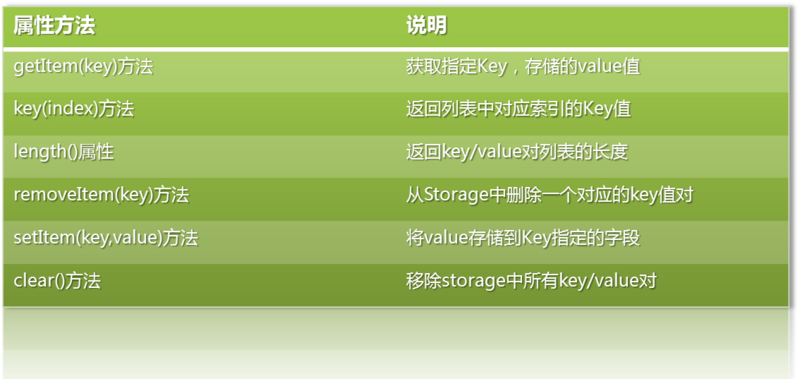 属性方法 说明
getItem(key)方法 获取指定Key，存储的value值
key(index)方法 返回列表中对应索引的Key值
length()属性 返回key/value对列表的长度
removeItem(key)方法 从Storage中删除一个对应的key值对
setItem(key,value)方法 将value存储到Key指定的字段
clear()方法 移除storage中所有key/value对